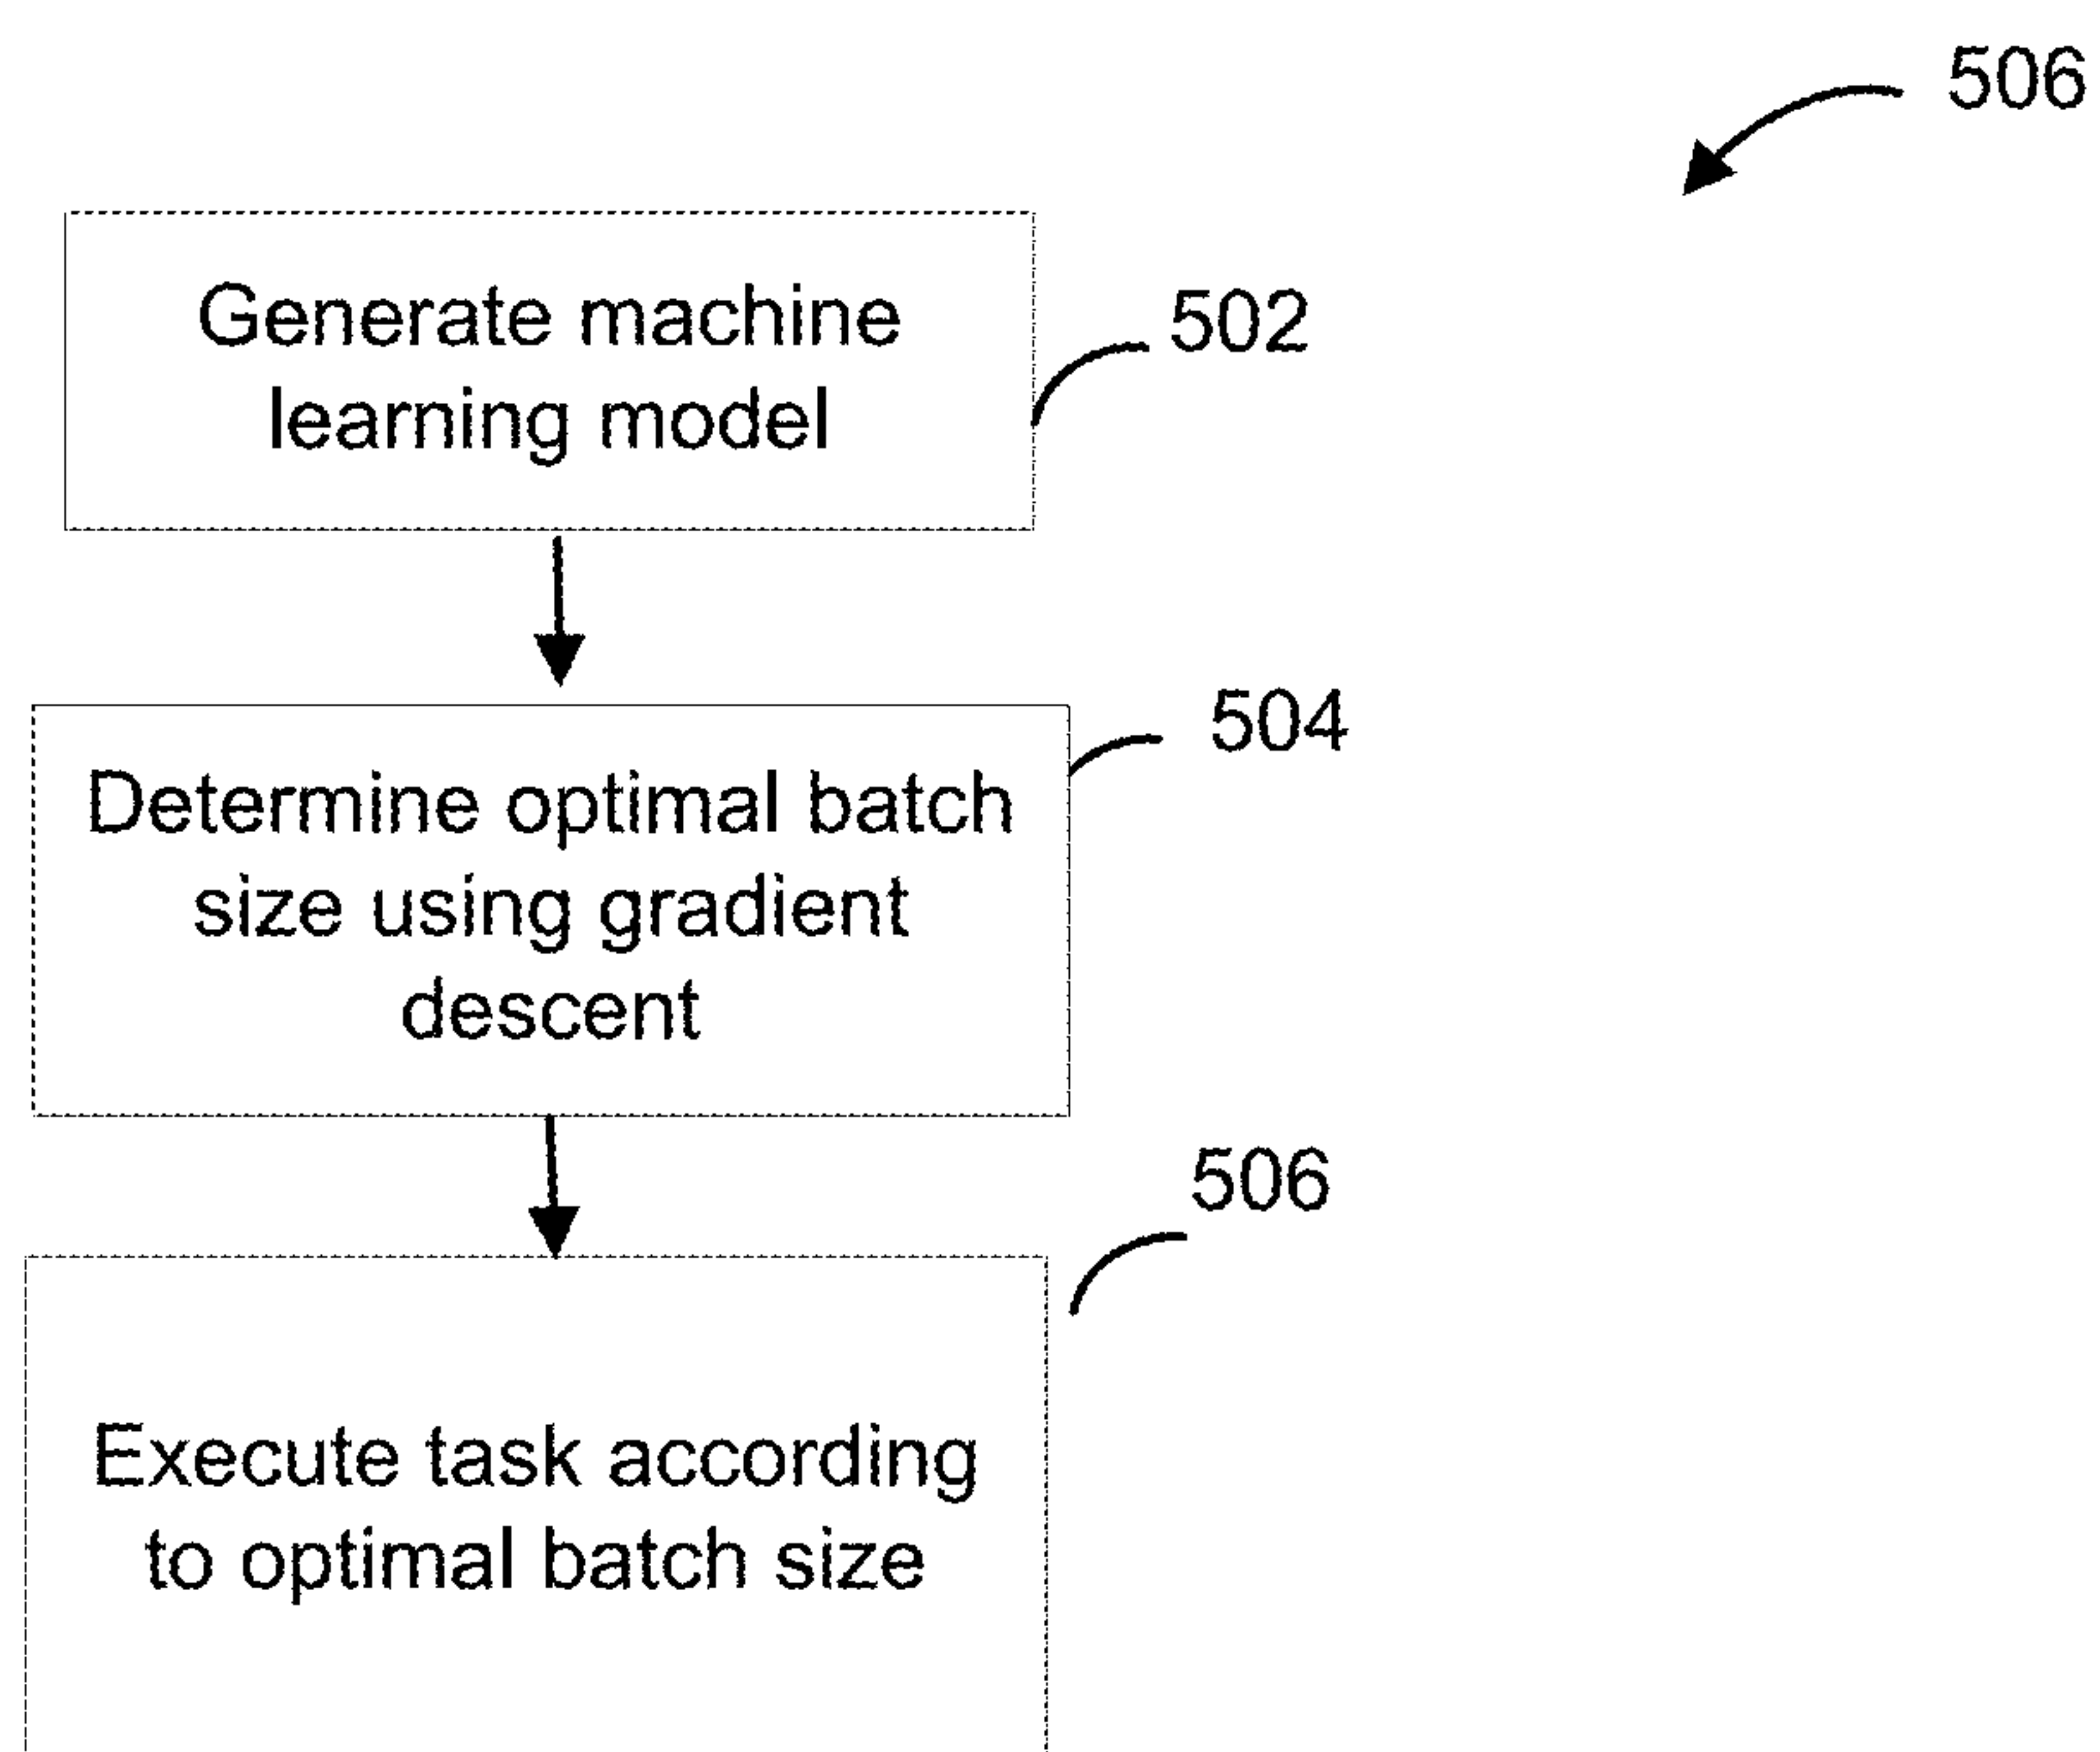 506
Generate machine
learning model
502
Determine optimal batch
size using gradient
descent
504
Execute task according
to optimal batch size
506